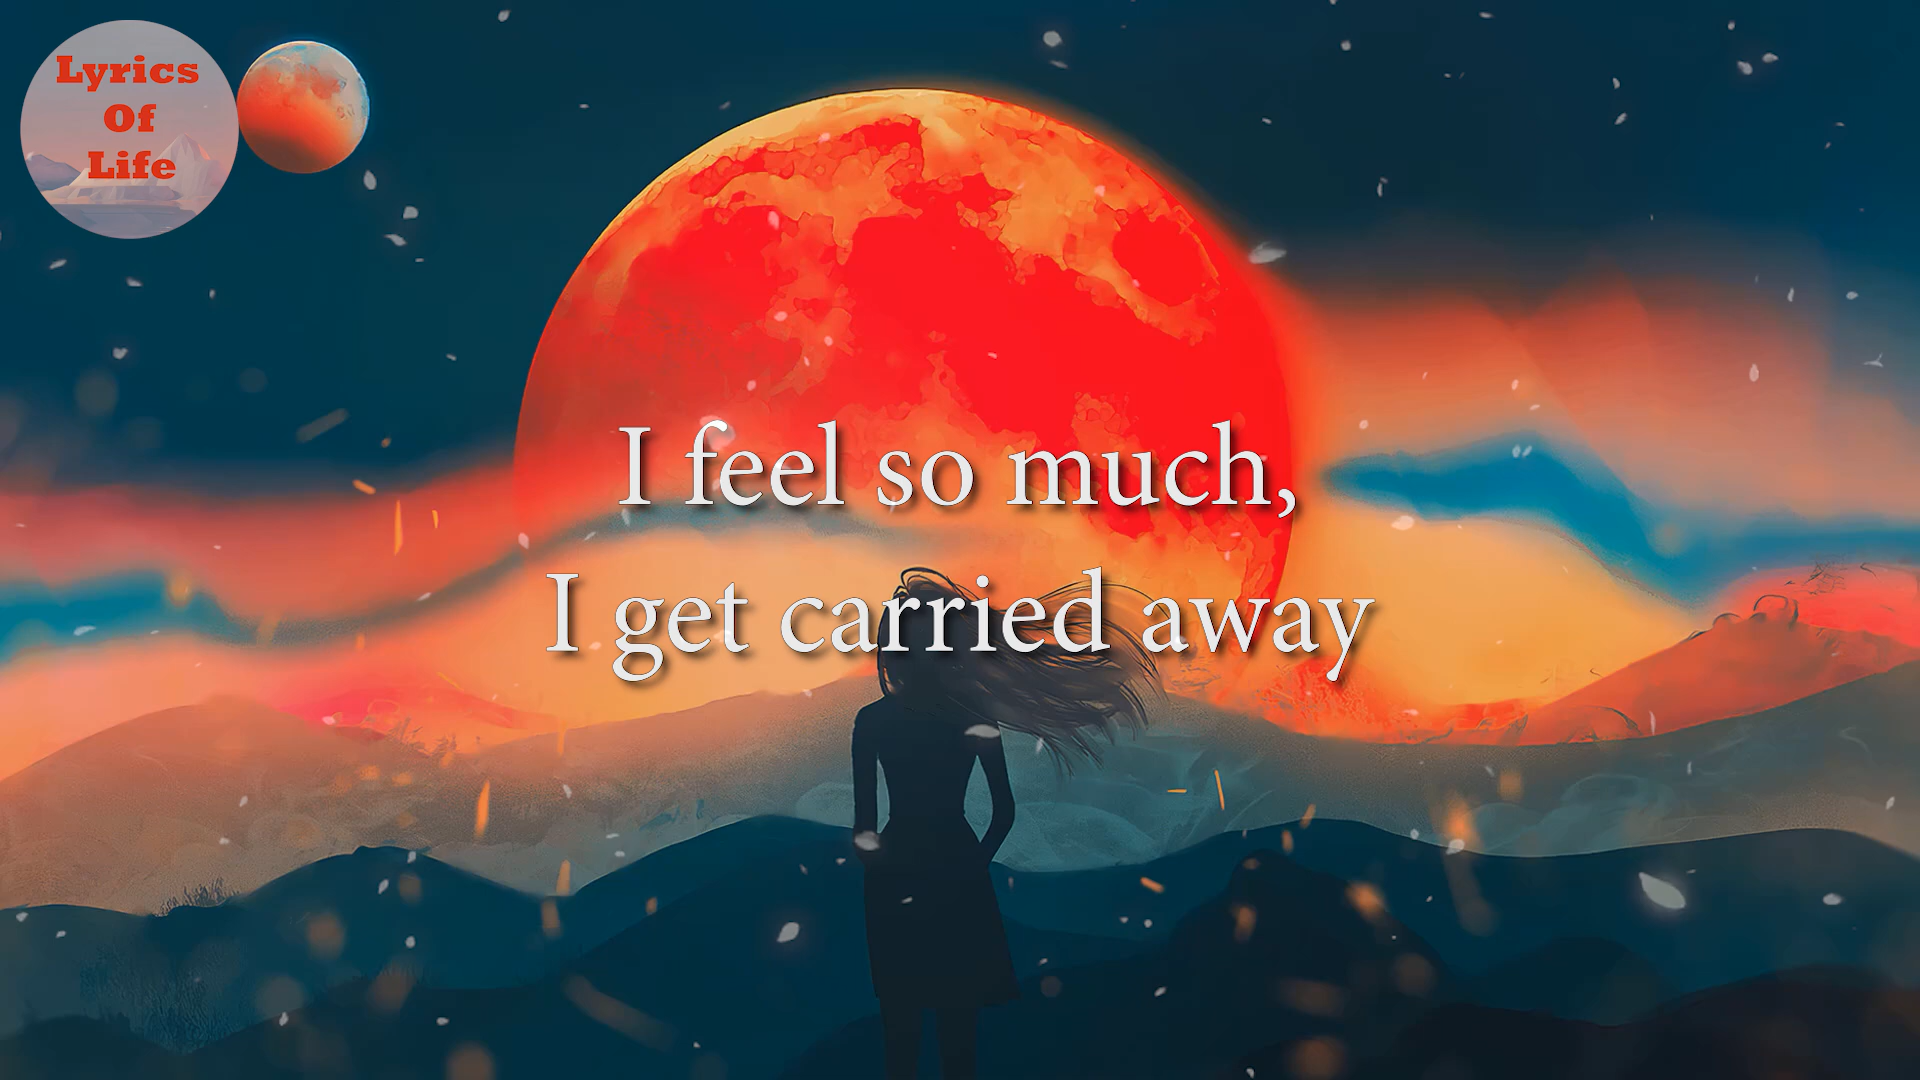 Lyrics
Of
Life
I feel so much,
I get carried away